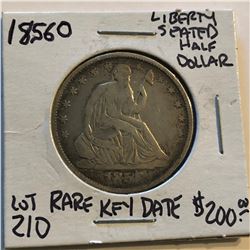 1856O
LIBERTY
SEATED
HALF
DOLLAR
LOT RARE KEY DATE $200.00
210